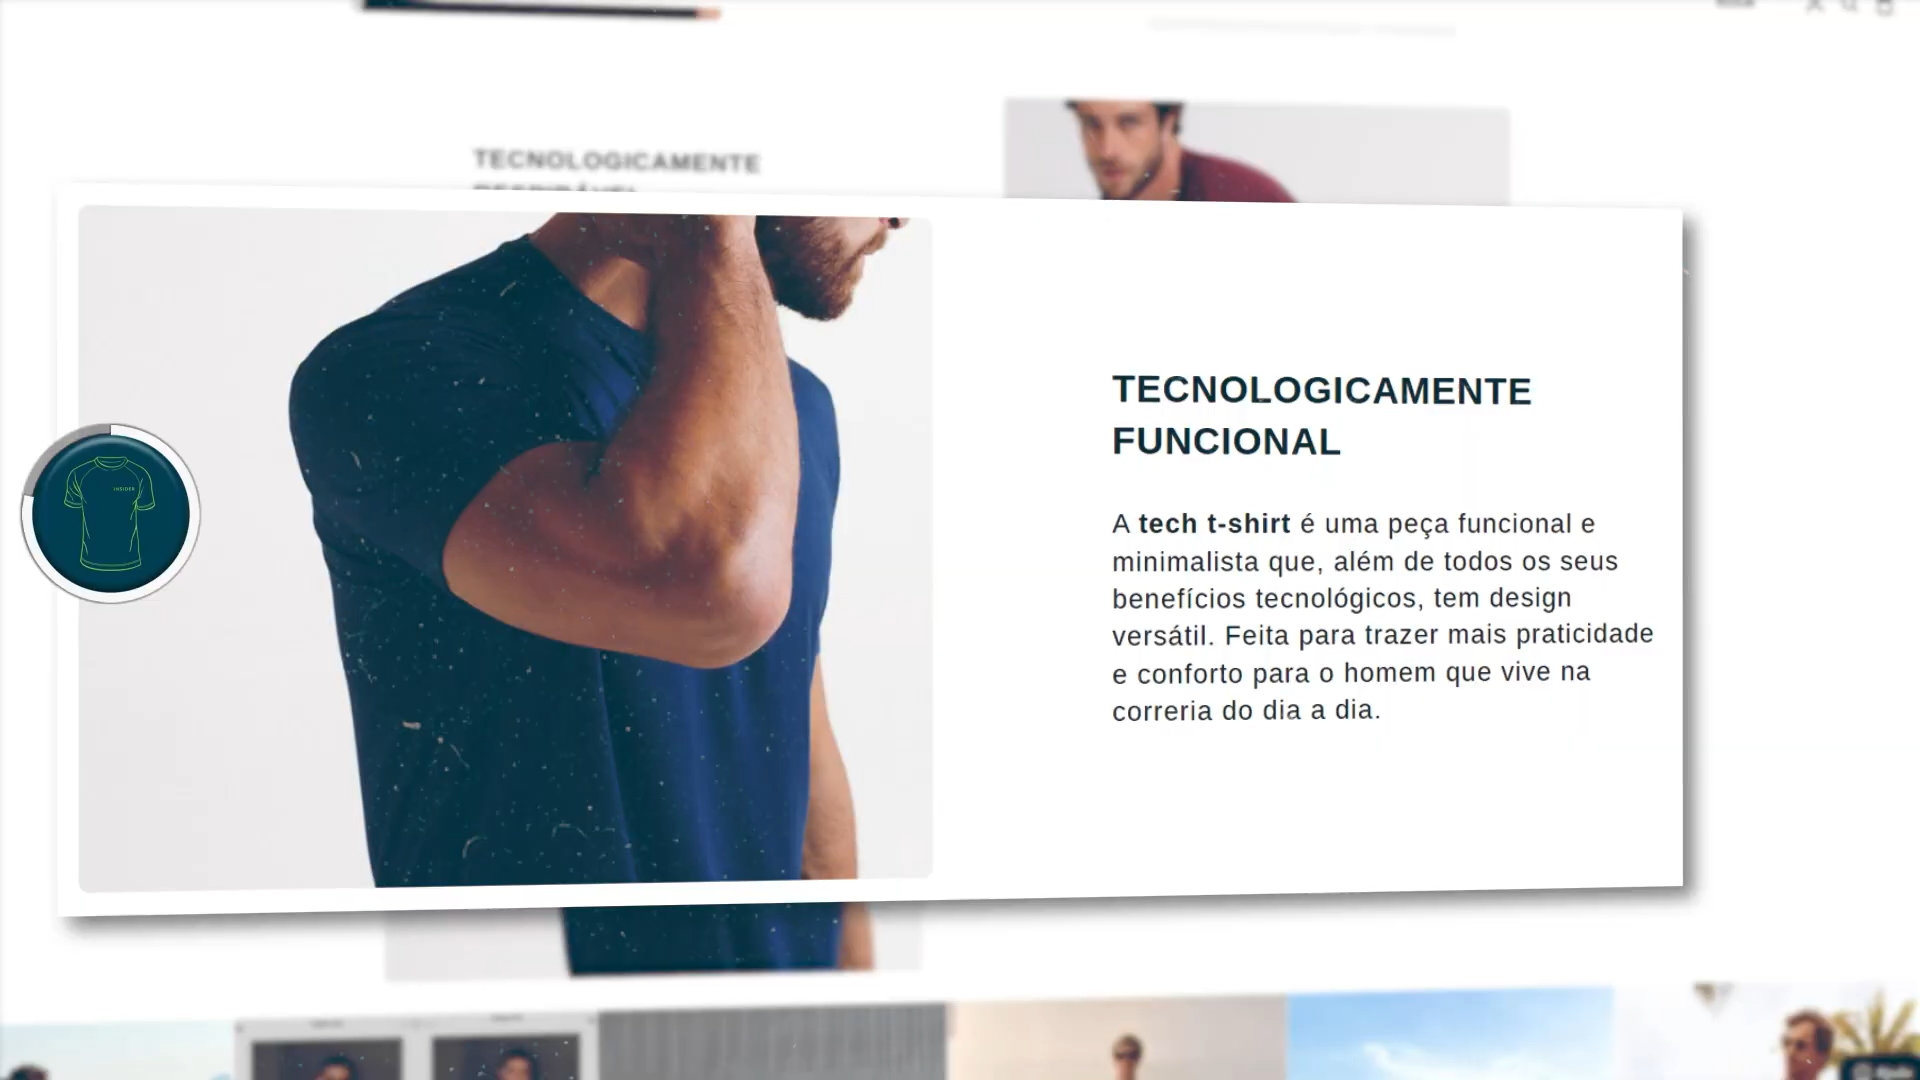 TECNOLOGICAMENTE
TECNOLOGICAMENTE
FUNCIONAL
A tech t-shirt é uma peça funcional e
minimalista que, além de todos os seus
benefícios tecnológicos, tem design
versátil. Feita para trazer mais praticidade
e conforto para o homem que vive na
correria do dia a dia.
INSIDER